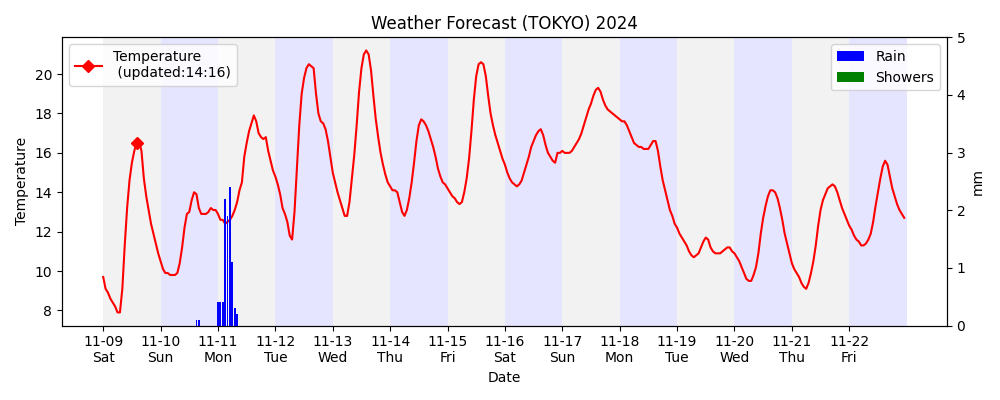 Weather Forecast (TOKYO) 2024
Temperature
(updated:14:16)
Rain
Showers
Temperature
20
18
16
14
12
10
8
5
4
3
2
1
0
mm
11-09 11-10 11-11 11-12 11-13 11-14 11-15 11-16 11-17 11-18 11-19 11-20 11-21 11-22
Sat Sun Mon Tue Wed Thu Fri Sat Sun Mon Tue Wed Thu Fri
Date